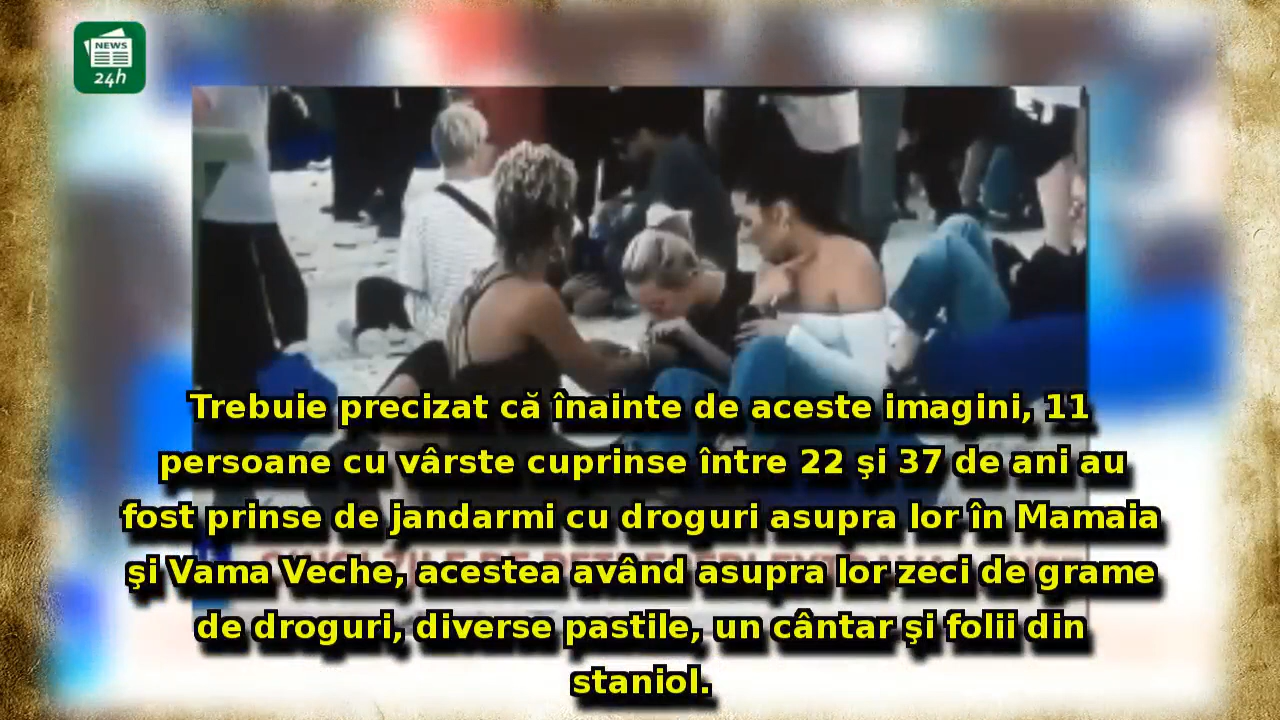 NEWS
24h
Trebuie precizat că înainte de aceste imagini, 11
persoane cu vârste cuprinse între 22 şi 37 de ani au
fost prinse de jandarmi cu droguri asupra lor în Mamaia
şi Vama Veche, acestea având asupra lor zeci de grame
de droguri, diverse pastile, un cântar şi folii din
staniol.